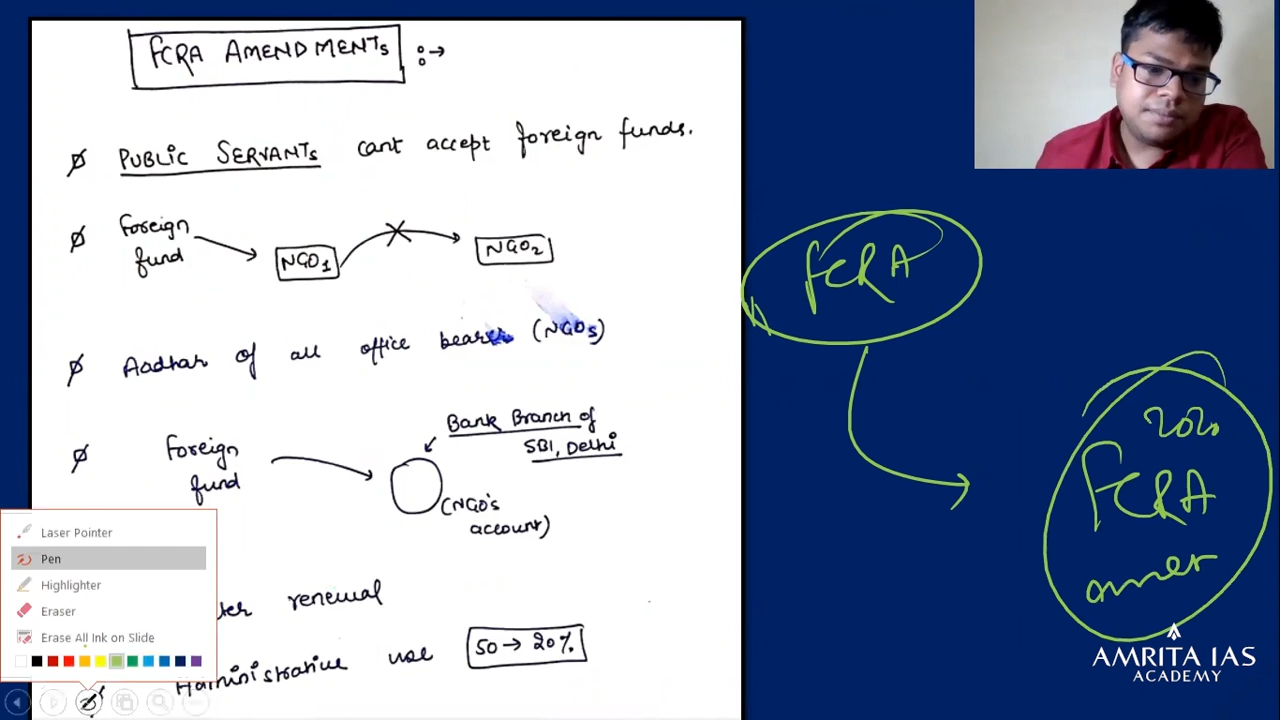 FCRA AMENDMENTs :→
PUBLIC SERVANTS cant accept foreign funds.
Foreign fund
NGO1
NGO2
Aadhar of all office bearers (NGOs)
Foreign fund
Bank Branch of
SBI, Delhi
(NGO's
account)
renewal
Administrative use 50 → 20%
Laser Pointer
Pen
Highlighter
Eraser
Erase All Ink on Slide
FCRA
2020
FCRA
AMRITA IAS
ACADEMY